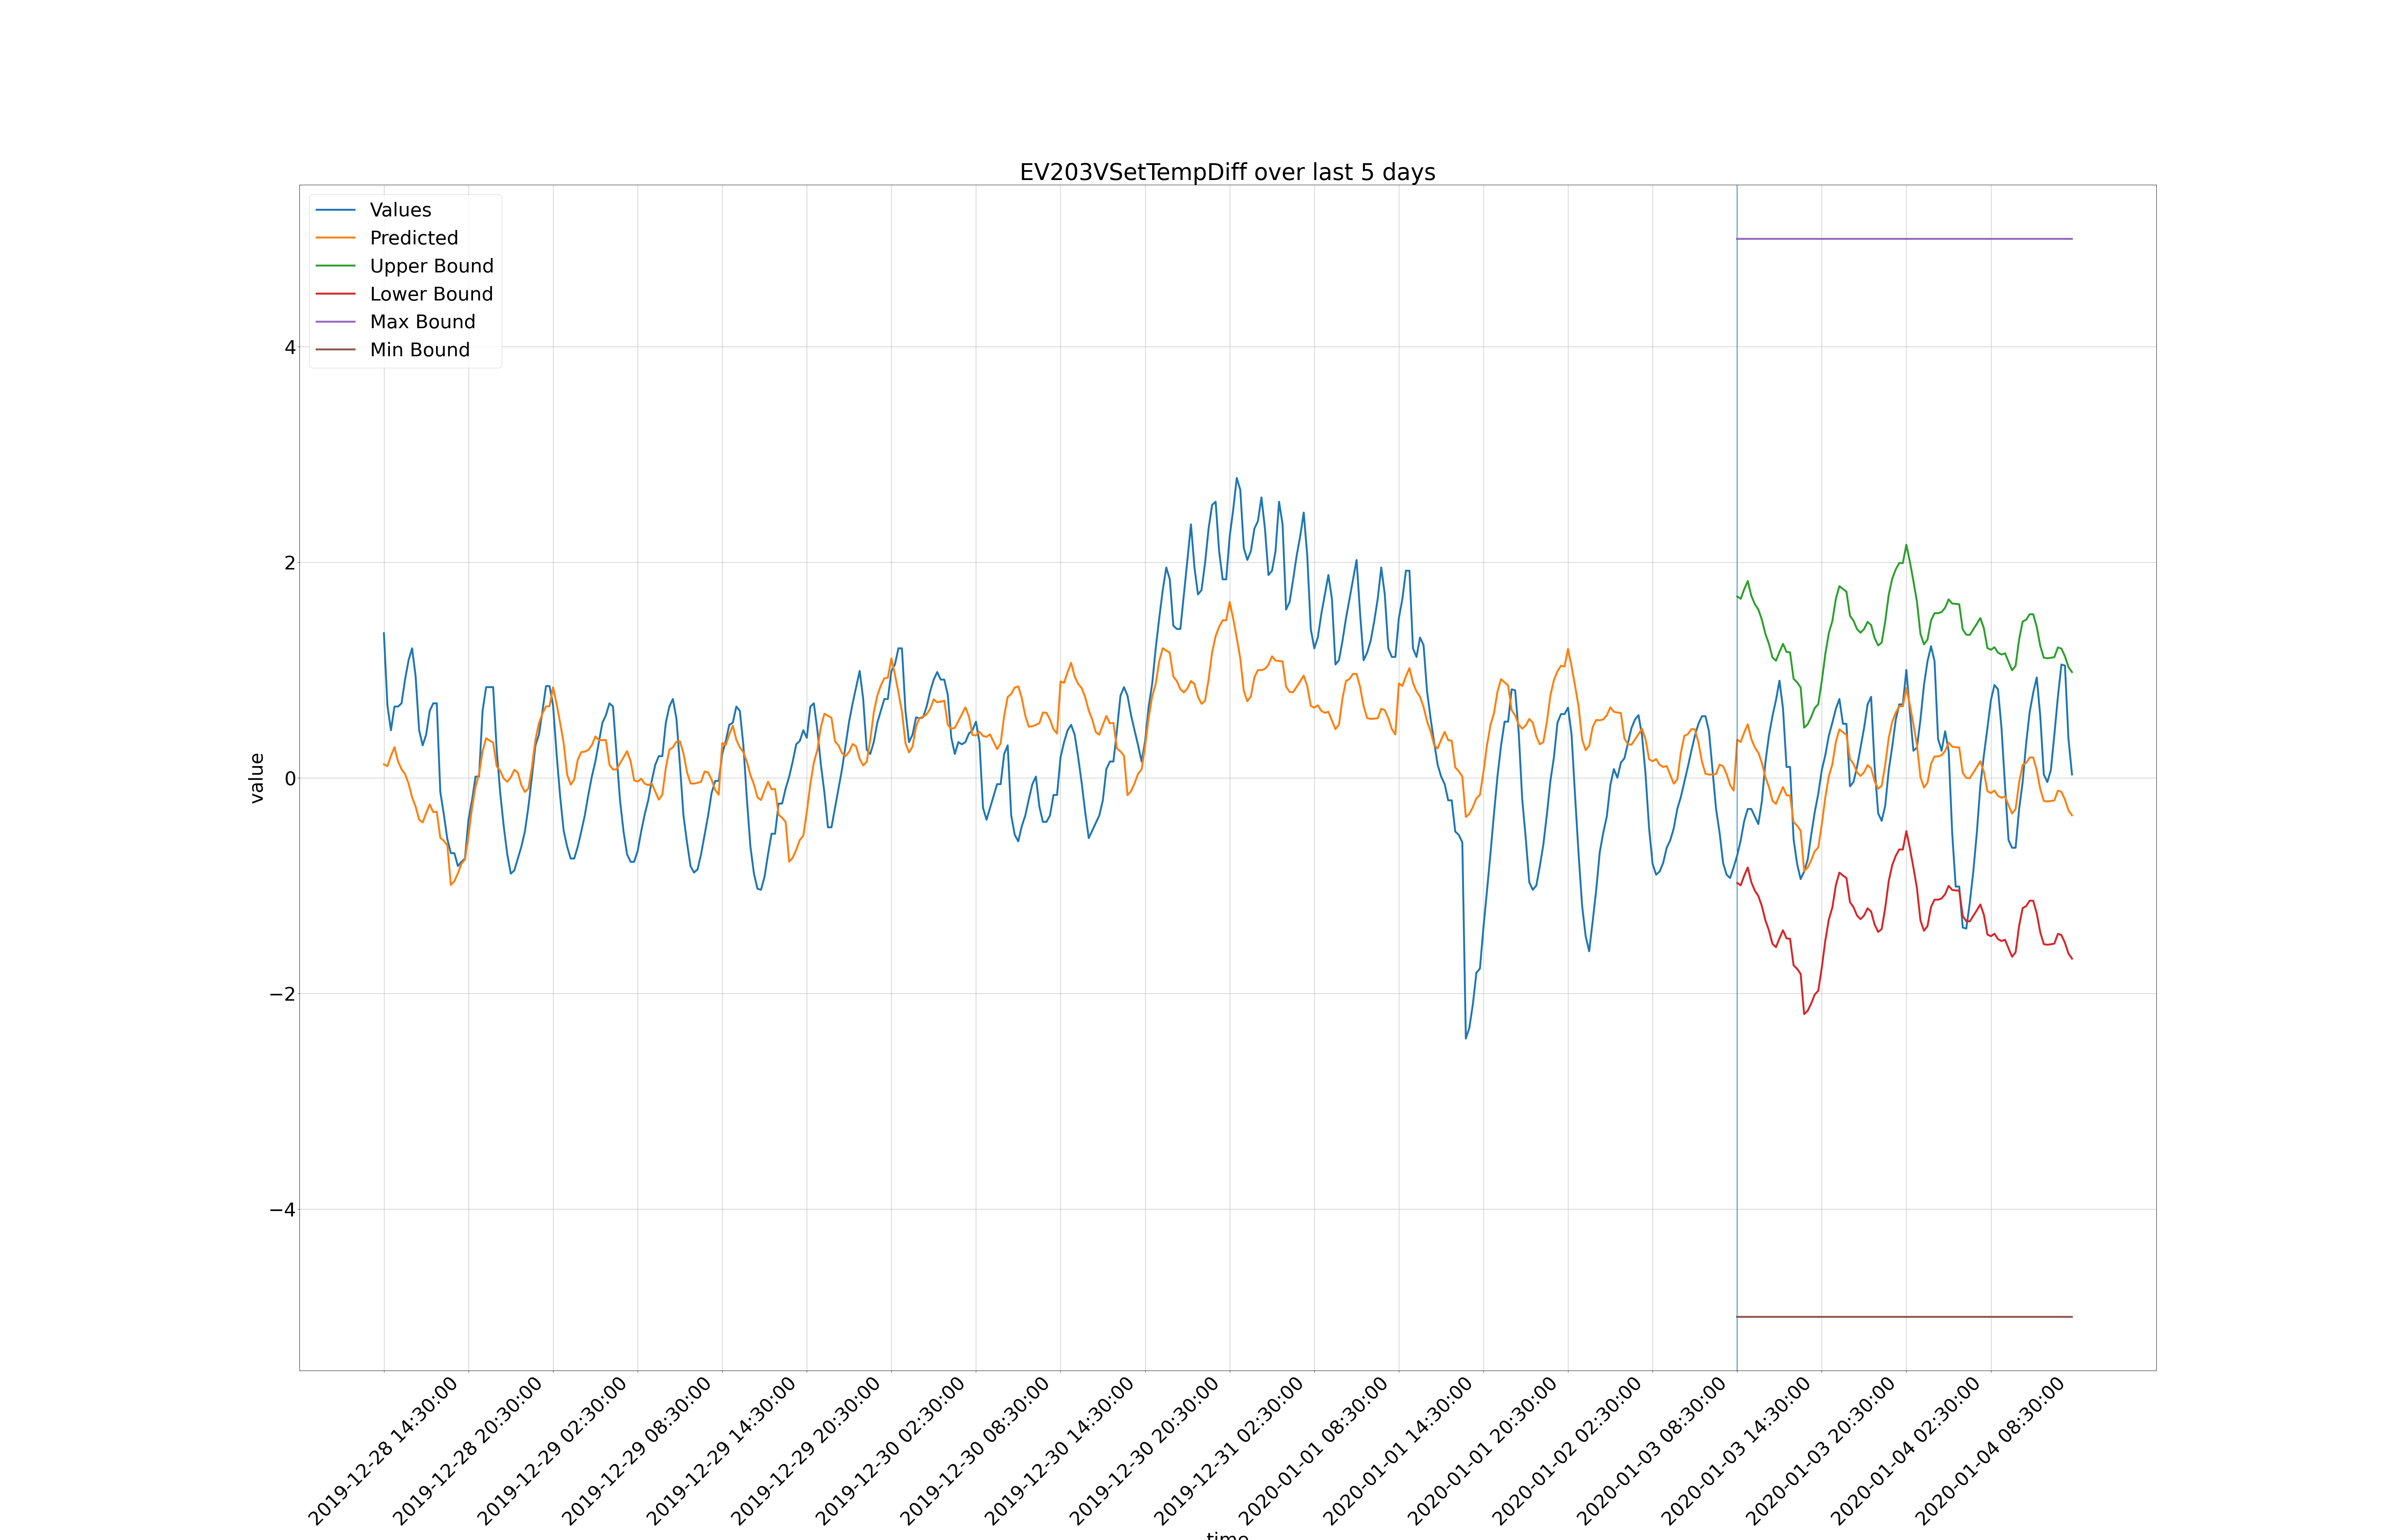 EV203VSetTempDiff over last 5 days
Values
Predicted
Upper Bound
Lower Bound
Max Bound
Min Bound
4
2
0
−2
−4
value
2019-12-28 14:30:00
2019-12-28 20:30:00
2019-12-29 02:30:00
2019-12-29 08:30:00
2019-12-29 14:30:00
2019-12-29 20:30:00
2019-12-30 02:30:00
2019-12-30 08:30:00
2019-12-30 14:30:00
2019-12-30 20:30:00
2019-12-31 02:30:00
2020-01-01 08:30:00
2020-01-01 14:30:00
2020-01-01 20:30:00
2020-01-02 02:30:00
2020-01-03 08:30:00
2020-01-03 14:30:00
2020-01-03 20:30:00
2020-01-04 02:30:00
2020-01-04 08:30:00
time